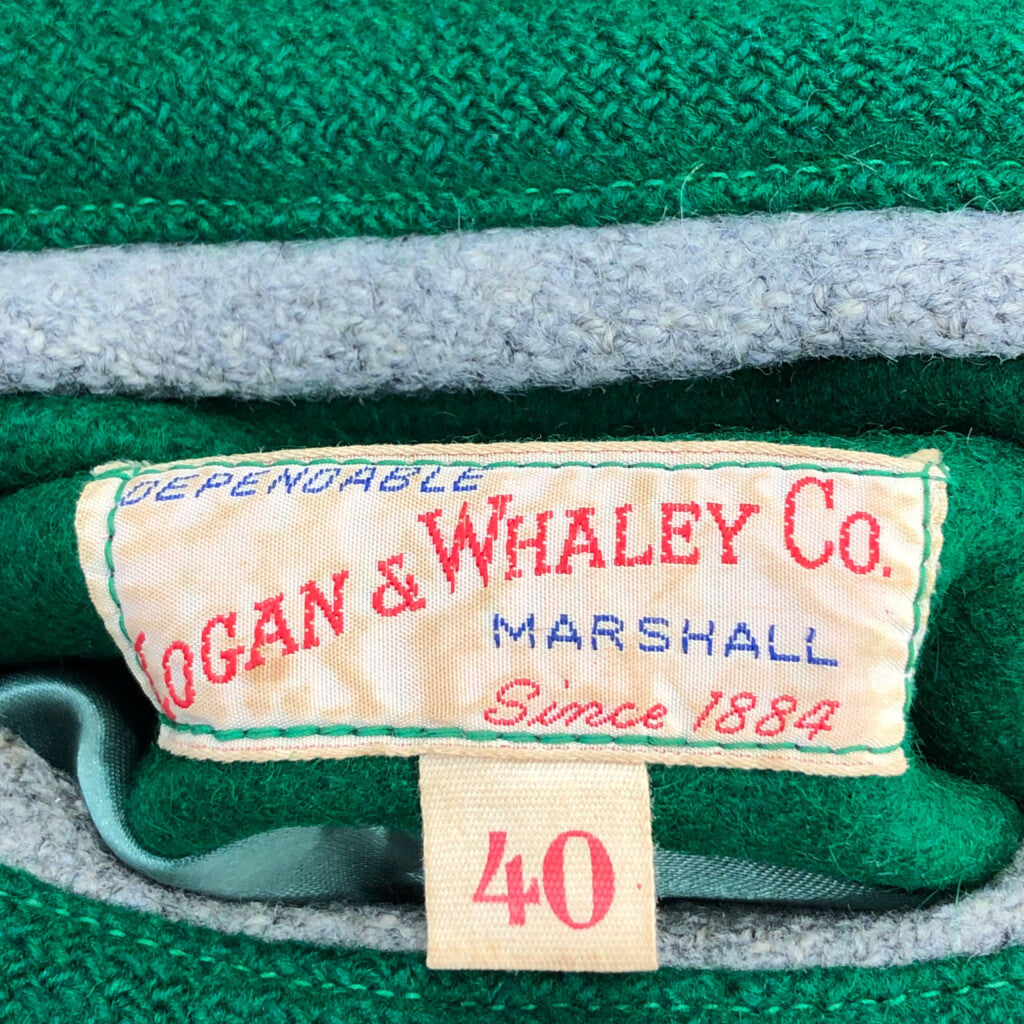 DEPENDABLE
LOGAN & WHALEY CO.
MARSHALL
Since 1884
40